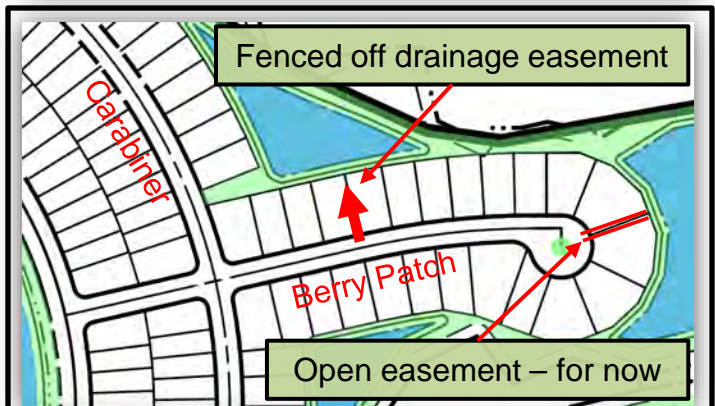 Fenced off drainage easement
Carabiner
Berry Patch
Open easement – for now